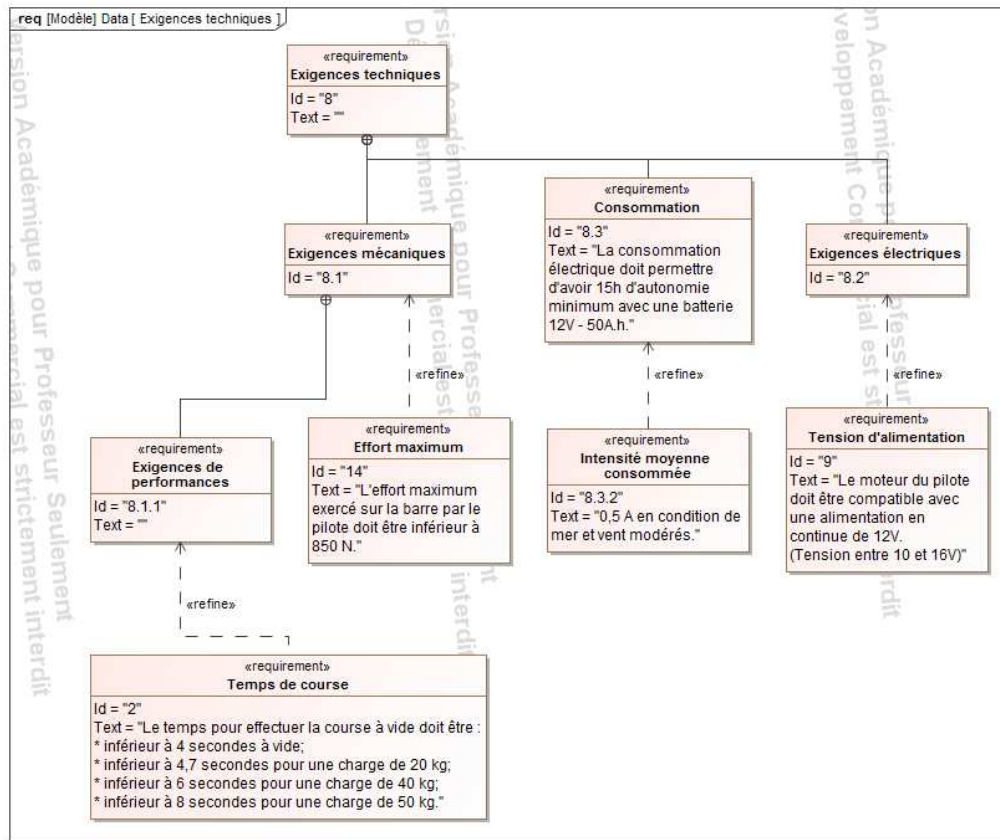 req [Modèle] Data [ Exigences techniques ]
«requirement»
Exigences techniques
Id = "8"
Text = ""
«requirement»
Exigences mécaniques
Id = "8.1"
«requirement»
Consommation
Id = "8.3"
Text = "La consommation
électrique doit permettre
d'avoir 15h d'autonomie
minimum avec une batterie
12V - 50A.h."
«requirement»
Exigences électriques
Id = "8.2"
«refine»
«refine»
«refine»
«requirement»
Exigences de
performances
Id = "8.1.1"
Text = ""
«requirement»
Effort maximum
Id = "14"
Text = "L'effort maximum
exercé sur la barre par le
pilote doit être inférieur à
850 N."
«requirement»
Intensité moyenne
consommée
Id = "8.3.2"
Text = "0,5 A en condition de
mer et vent modérés."
«requirement»
Tension d'alimentation
Id = "9"
Text = "Le moteur du pilote
doit être compatible avec
une alimentation en
continue de 12V.
(Tension entre 10 et 16V)"
«refine»
«requirement»
Temps de course
Id = "2"
Text = "Le temps pour effectuer la course à vide doit être :
* inférieur à 4 secondes à vide;
* inférieur à 4,7 secondes pour une charge de 20 kg;
* inférieur à 6 secondes pour une charge de 40 kg;
* inférieur à 8 secondes pour une charge de 50 kg."
Version Académique pour Professeur Seulement
est strictement interdit